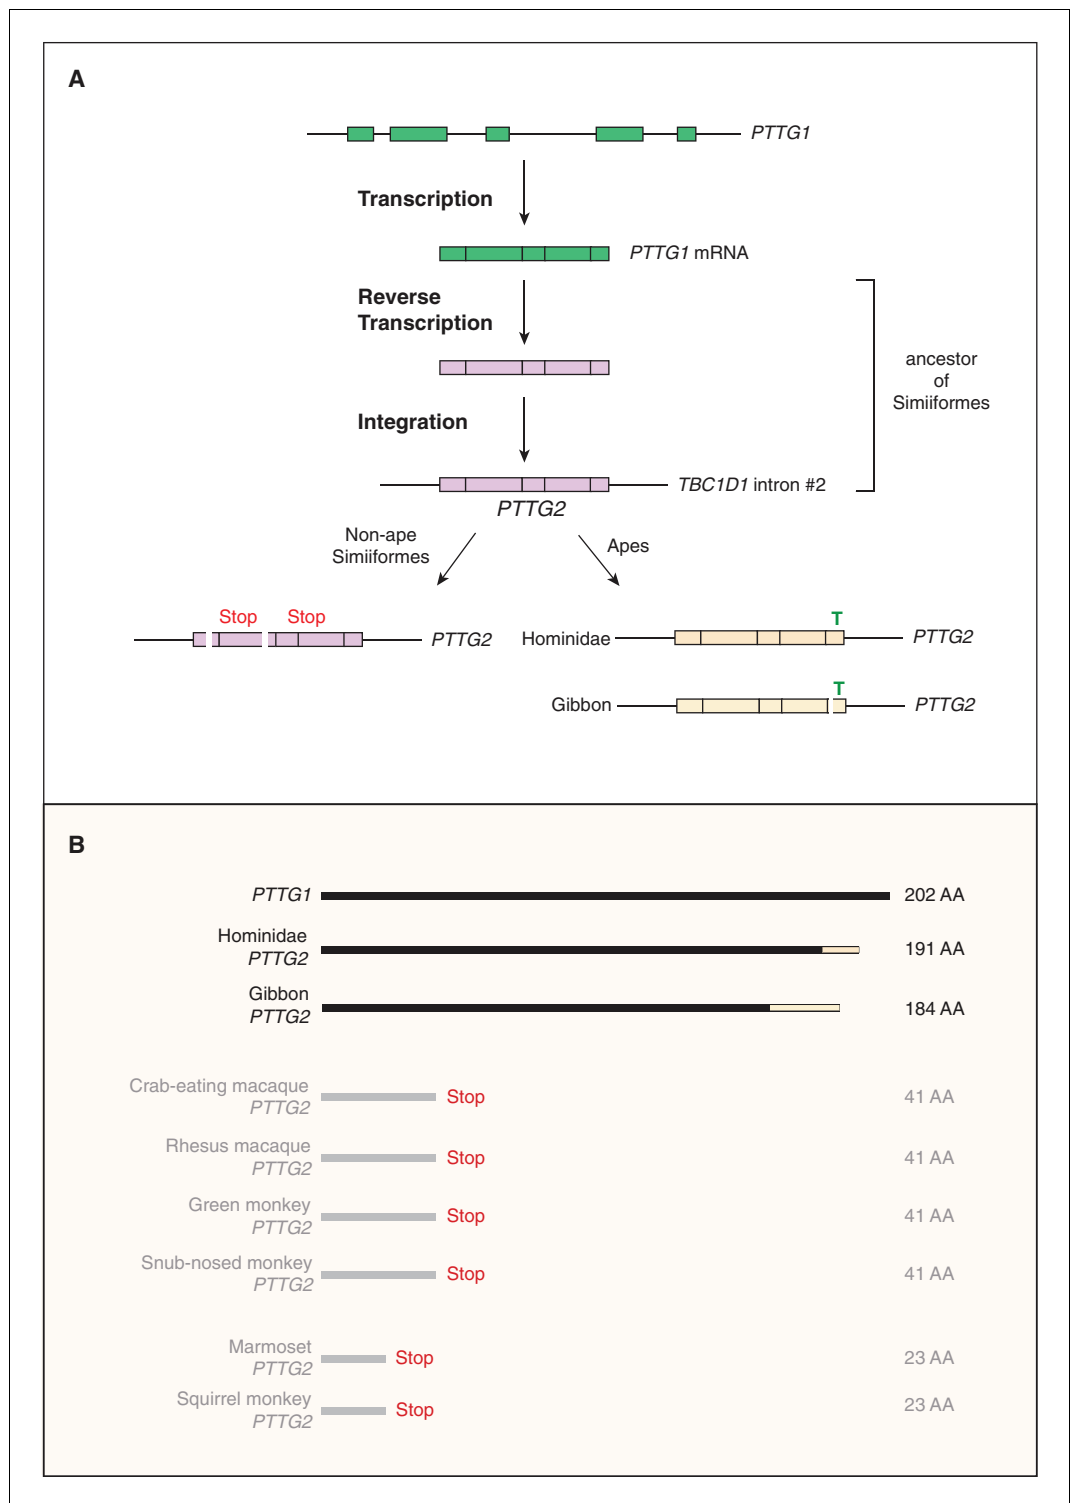 A
PTTG1
Transcription
PTTG1 mRNA
Reverse
Transcription
ancestor
of
Simiiformes
Integration
TBC1D1 intron #2
PTTG2
Non-ape
Simiiformes
Apes
Stop Stop
PTTG2
T
Hominidae
PTTG2
T
Gibbon
PTTG2
B
PTTG1 202 AA
Hominidae
PTTG2 191 AA
Gibbon
PTTG2 184 AA
Crab-eating macaque
PTTG2 Stop 41 AA
Rhesus macaque
PTTG2 Stop 41 AA
Green monkey
PTTG2 Stop 41 AA
Snub-nosed monkey
PTTG2 Stop 41 AA
Marmoset
PTTG2 Stop 23 AA
Squirrel monkey
PTTG2 Stop 23 AA